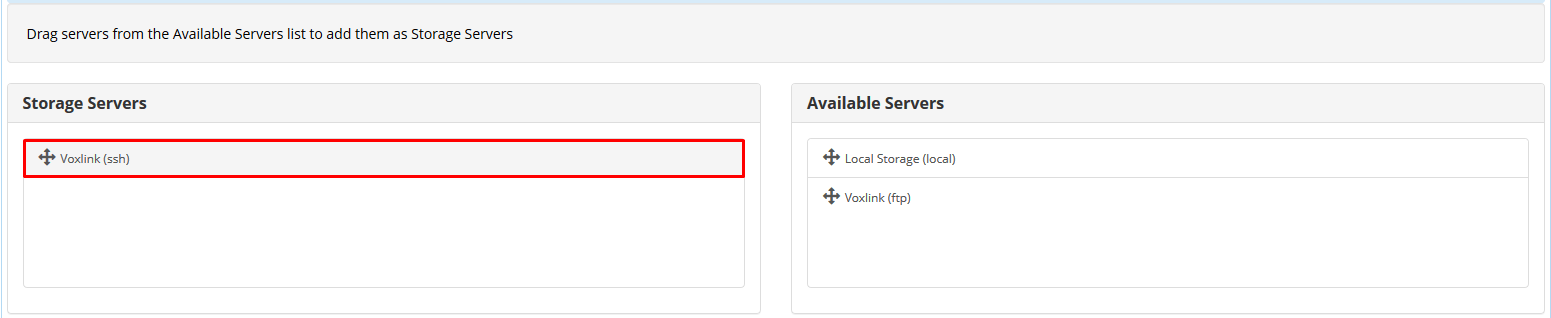 Drag servers from the Available Servers list to add them as Storage Servers
Storage Servers
Voxlink (ssh)
Available Servers
Local Storage (local)
Voxlink (ftp)